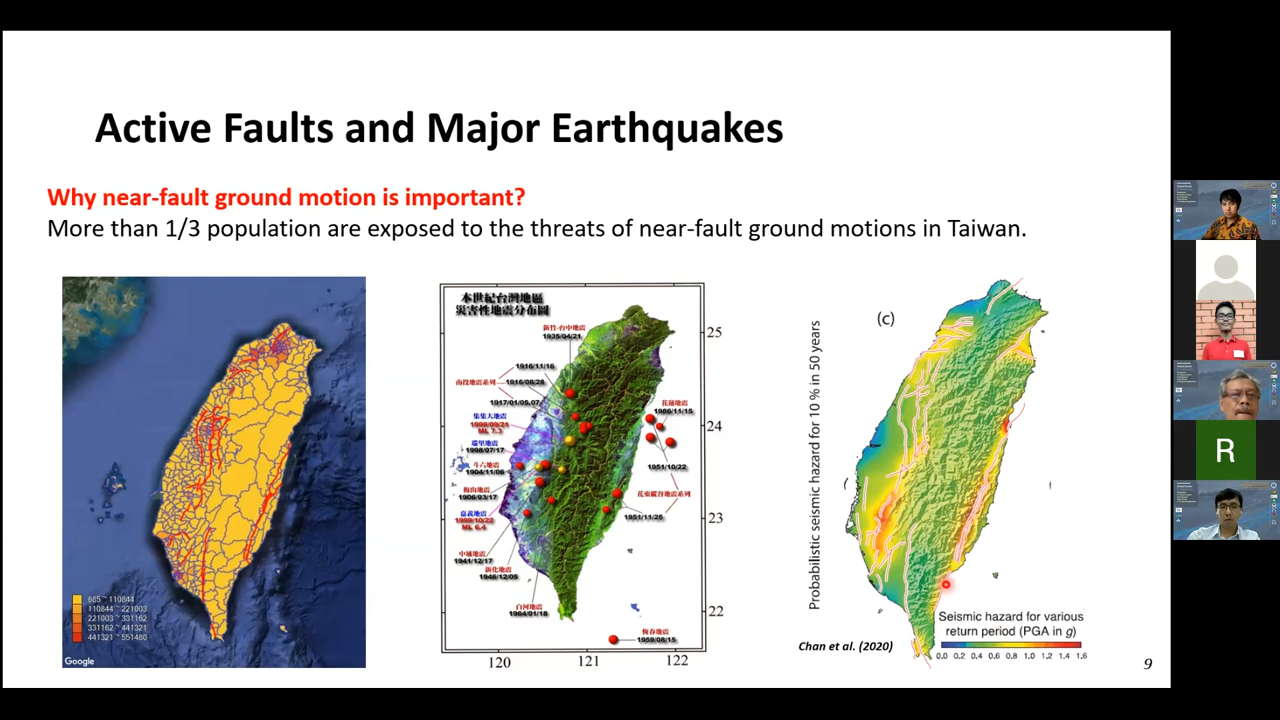 Active Faults and Major Earthquakes
Why near-fault ground motion is important?
More than 1/3 population are exposed to the threats of near-fault ground motions in Taiwan.
665 ~ 110844
110844 ~ 221003
221003 ~ 331162
331162 ~ 441321
441321 ~ 551480
Google
本世紀台灣地區
災害性地震分布圖
新竹-台中地震
1935/04/21
1916/11/16
南投地震系列
1916/08/28
1917/01/05,07
集集大地震
1999/09/21
ML 7.3
瑞里地震
1998/07/17
斗六地震
1904/11/06
梅山地震
1906/03/17
嘉義地震
1999/10/22
ML 6.4
中埔地震
1941/12/17
新化地震
1946/12/05
白河地震
1964/01/18
花蓮地震
1986/11/15
1951/10/22
花東縱谷地震系列
1951/11/25
恆春地震
1959/08/15
25
24
23
22
120
121
122
(c)
Probabilistic seismic hazard for 10 % in 50 years
Seismic hazard for various
return period (PGA in g)
0.0 0.2 0.4 0.6 0.8 1.0 1.2 1.4 1.6
Chan et al. (2020)
9
R